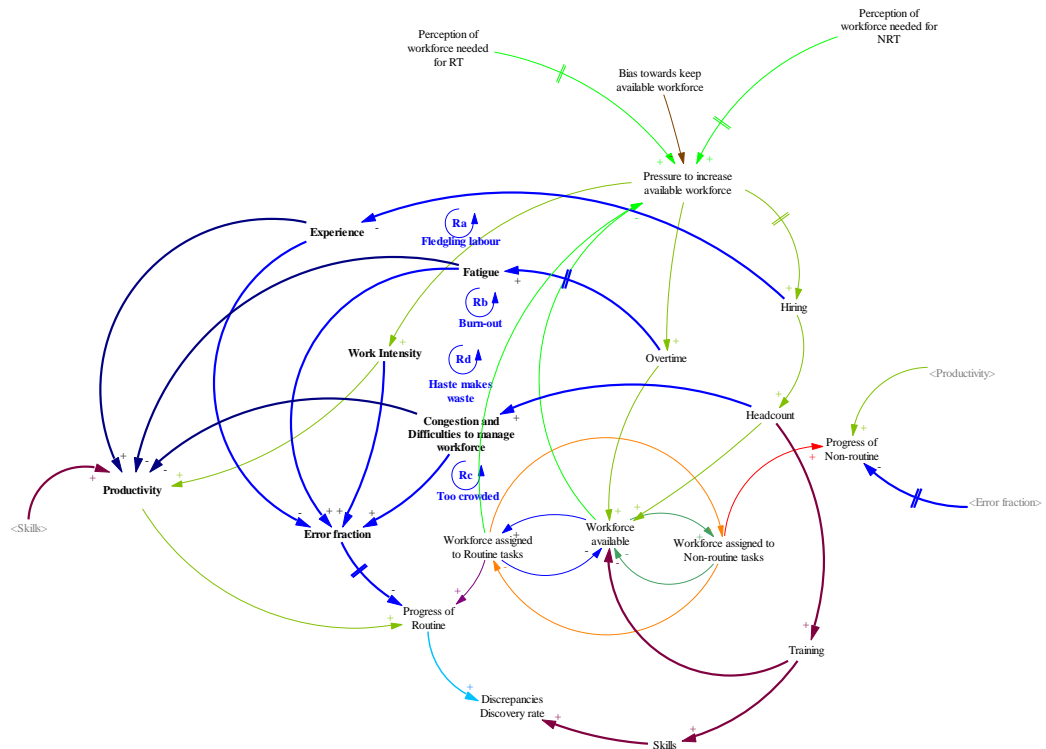 Perception of
workforce needed
for RT
Perception of
workforce needed for
NRT
Bias towards keep
available workforce
Pressure to increase
available workforce
Experience
Ra
Fledgling labour
Fatigue
Rb
Burn-out
Hiring
Work Intensity
Rd
Haste makes
waste
Overtime
<Productivity>
Headcount
Congestion and
Difficulties to manage
workforce
Progress of
Non-routine
Rc
Too crowded
Productivity
<Skills>
<Error fraction>
Error fraction
Workforce assigned
to Routine tasks
Workforce
available
Workforce assigned to
Non-routine tasks
Progress of
Routine
Training
Discrepancies
Discovery rate
Skills